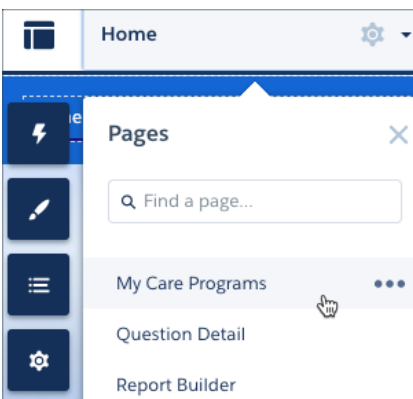 Home
Pages
Find a page...
My Care Programs
Question Detail
Report Builder